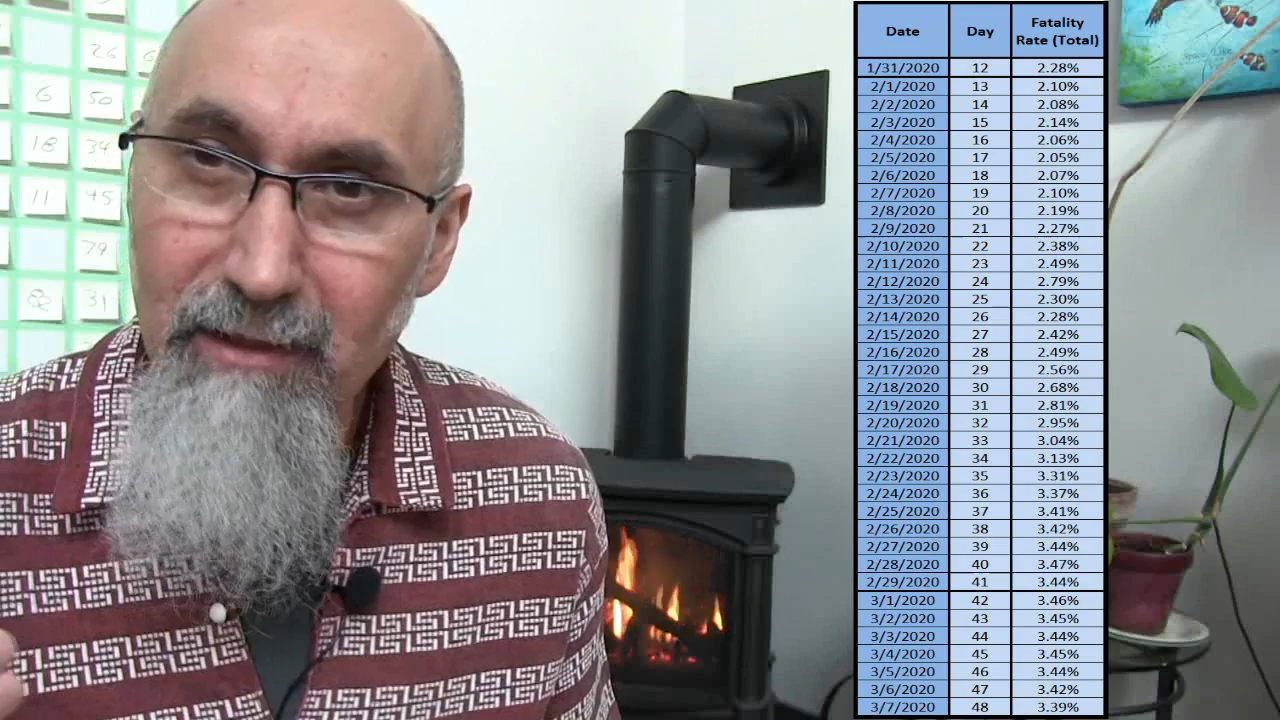 26
6 50
18 34
11 45
79
31
Date Day Fatality
Rate (Total)
1/31/2020 12 2.28%
2/1/2020 13 2.10%
2/2/2020 14 2.08%
2/3/2020 15 2.14%
2/4/2020 16 2.06%
2/5/2020 17 2.05%
2/6/2020 18 2.07%
2/7/2020 19 2.10%
2/8/2020 20 2.19%
2/9/2020 21 2.27%
2/10/2020 22 2.38%
2/11/2020 23 2.49%
2/12/2020 24 2.79%
2/13/2020 25 2.30%
2/14/2020 26 2.28%
2/15/2020 27 2.42%
2/16/2020 28 2.49%
2/17/2020 29 2.56%
2/18/2020 30 2.68%
2/19/2020 31 2.81%
2/20/2020 32 2.95%
2/21/2020 33 3.04%
2/22/2020 34 3.13%
2/23/2020 35 3.31%
2/24/2020 36 3.37%
2/25/2020 37 3.41%
2/26/2020 38 3.42%
2/27/2020 39 3.44%
2/28/2020 40 3.47%
2/29/2020 41 3.44%
3/1/2020 42 3.46%
3/2/2020 43 3.45%
3/3/2020 44 3.44%
3/4/2020 45 3.45%
3/5/2020 46 3.44%
3/6/2020 47 3.42%
3/7/2020 48 3.39%